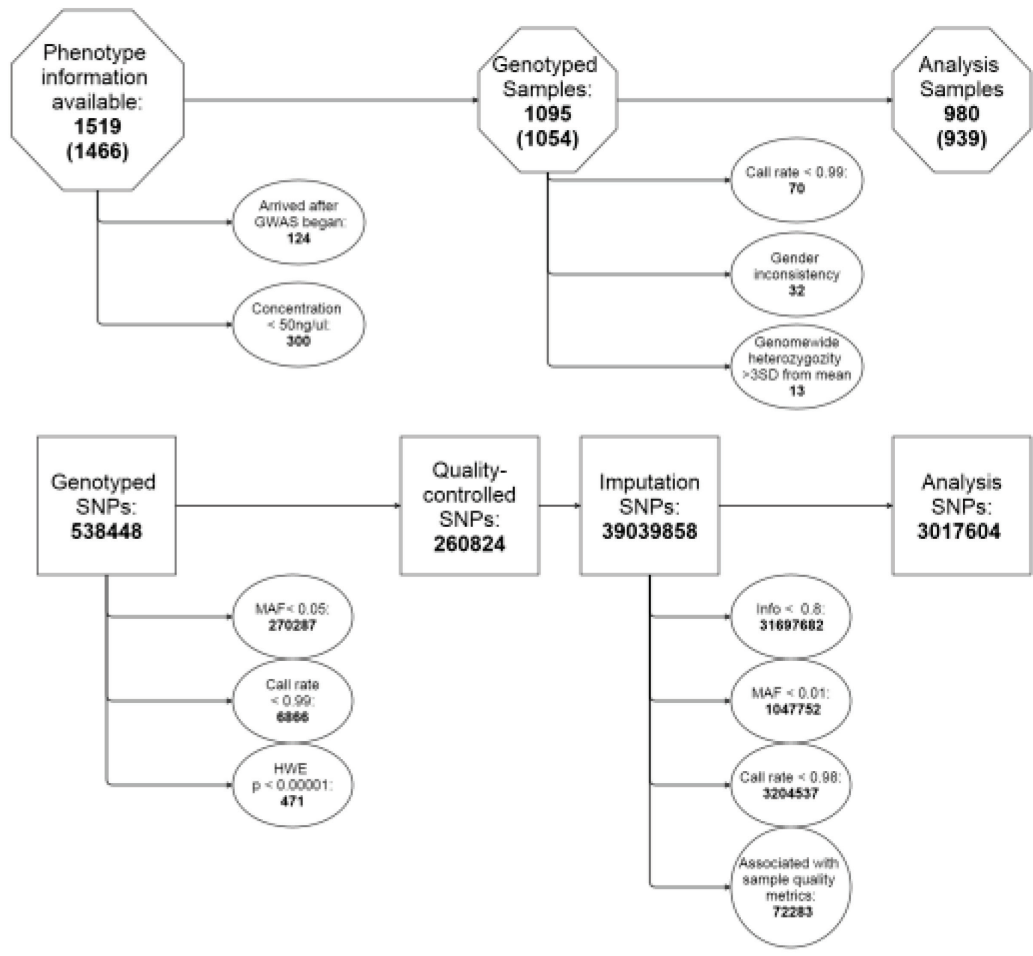 Phenotype
information
available:
1519
(1466)
Genotyped
Samples:
1095
(1054)
Analysis
Samples
980
(939)
Arrived after
GWAS began:
124
Concentration
< 50ng/ul:
300
Call rate < 0.99:
70
Gender
inconsistency
32
Genomewide
heterozygozity
>3SD from mean
13
Genotyped
SNPs:
538448
Quality-
controlled
SNPs:
260824
Imputation
SNPs:
39039858
Analysis
SNPs:
3017604
MAF< 0.05:
270287
Call rate
< 0.99:
6866
HWE
p < 0.00001:
471
Info < 0.8:
31697682
MAF < 0.01:
1047752
Call rate < 0.98:
3204537
Associated with
sample quality
metrics:
72283